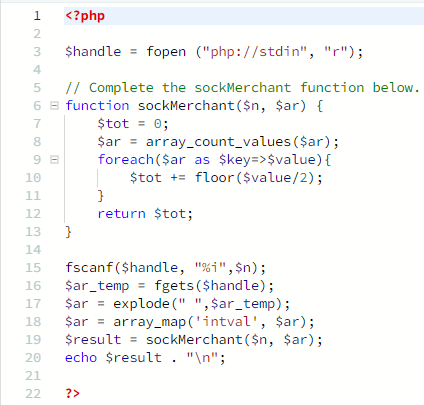 1 <?php
2
3 $handle = fopen ("php://stdin", "r");
4
5 // Complete the sockMerchant function below.
6 function sockMerchant($n, $ar) {
7     $tot = 0;
8     $ar = array_count_values($ar);
9     foreach($ar as $key=>$value){
10         $tot += floor($value/2);
11     }
12     return $tot;
13 }
14
15 fscanf($handle, "%i",$n);
16 $ar_temp = fgets($handle);
17 $ar = explode(" ",$ar_temp);
18 $ar = array_map('intval', $ar);
19 $result = sockMerchant($n, $ar);
20 echo $result . "\n";
21
22 ?>